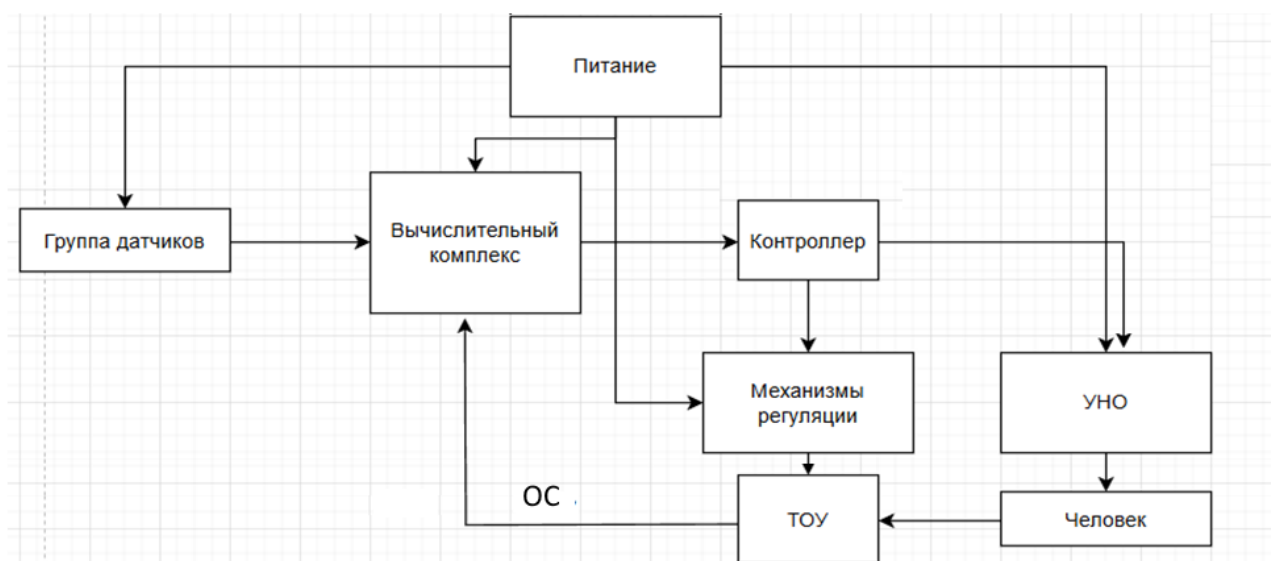 Питание
Группа датчиков
Вычислительный
комплекс
Контроллер
Механизмы
регуляции
УНО
ОС
ТОУ
Человек